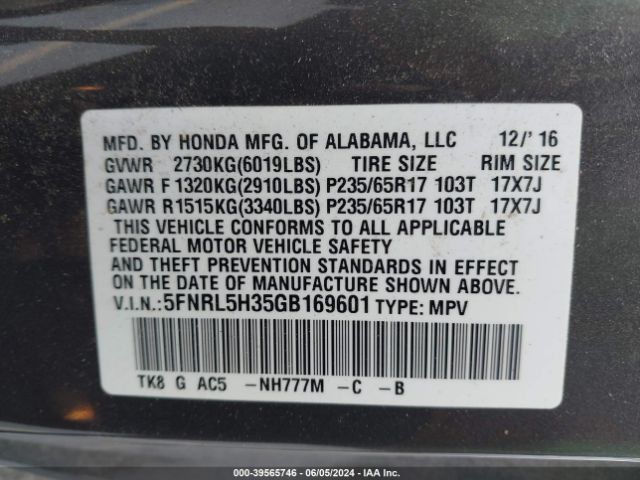 MFD. BY HONDA MFG. OF ALABAMA, LLC 12/' 16
GVWR 2730KG(6019LBS) TIRE SIZE RIM SIZE
GAWR F 1320KG(2910LBS) P235/65R17 103T 17X7J
GAWR R1515KG(3340LBS) P235/65R17 103T 17X7J
THIS VEHICLE CONFORMS TO ALL APPLICABLE
FEDERAL MOTOR VEHICLE SAFETY
AND THEFT PREVENTION STANDARDS IN EFFECT
ON THE DATE OF MANUFACTURE SHOWN ABOVE.
V.I.N.: 5FNRL5H35GB169601 TYPE: MPV
TK8 G AC5 -NH777M -C -B
000-39565746 - 06/05/2024 - IAA Inc.